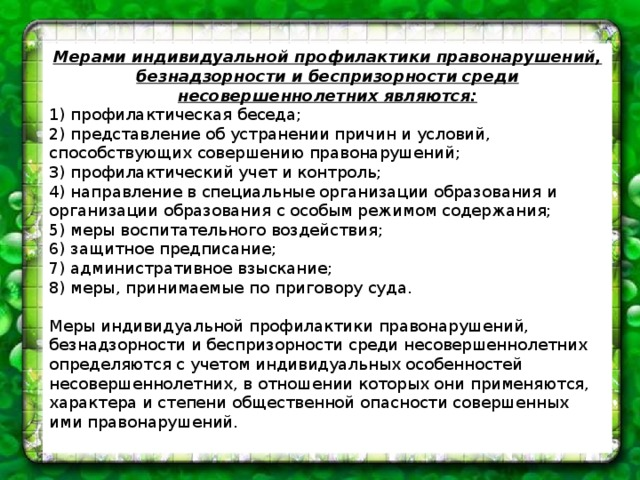 Мерами индивидуальной профилактики правонарушений,
безнадзорности и беспризорности среди
несовершеннолетних являются:
1) профилактическая беседа;
2) представление об устранении причин и условий,
способствующих совершению правонарушений;
3) профилактический учет и контроль;
4) направление в специальные организации образования и
организации образования с особым режимом содержания;
5) меры воспитательного воздействия;
6) защитное предписание;
7) административное взыскание;
8) меры, принимаемые по приговору суда.
Меры индивидуальной профилактики правонарушений,
безнадзорности и беспризорности среди несовершеннолетних
определяются с учетом индивидуальных особенностей
несовершеннолетних, в отношении которых они применяются,
характера и степени общественной опасности совершенных
ими правонарушений.